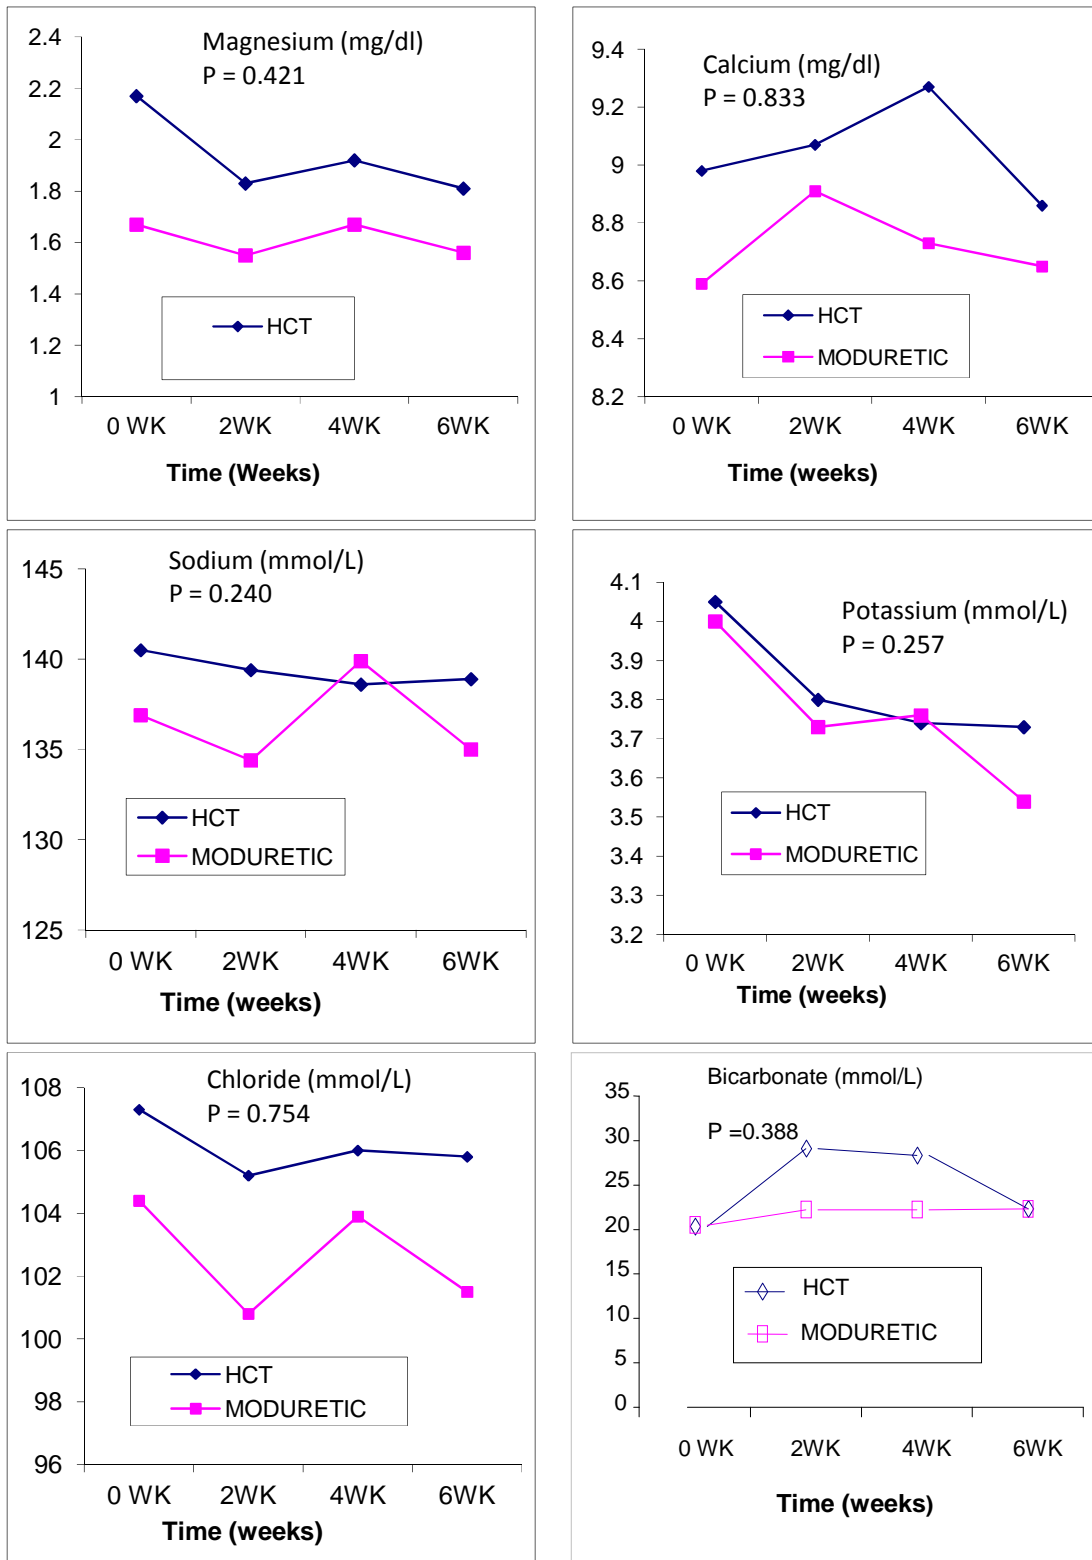 Magnesium (mg/dl)
P = 0.421
2.4
2.2
2
1.8
1.6
1.4
1.2
1
HCT
0 WK 2WK 4WK 6WK
Time (Weeks)
Calcium (mg/dl)
P = 0.833
9.4
9.2
9
8.8
8.6
8.4
8.2
HCT
MODURETIC
0 WK 2WK 4WK 6WK
Time (weeks)
Sodium (mmol/L)
P = 0.240
145
140
135
130
125
HCT
MODURETIC
0 WK 2WK 4WK 6WK
Time (weeks)
Potassium (mmol/L)
P = 0.257
4.1
4
3.9
3.8
3.7
3.6
3.5
3.4
3.3
3.2
HCT
MODURETIC
0 WK 2WK 4WK 6WK
Time (weeks)
Chloride (mmol/L)
P = 0.754
108
106
104
102
100
98
96
HCT
MODURETIC
0 WK 2WK 4WK 6WK
Time (weeks)
Bicarbonate (mmol/L)
P =0.388
35
30
25
20
15
10
5
0
HCT
MODURETIC
0 WK 2WK 4WK 6WK
Time (weeks)